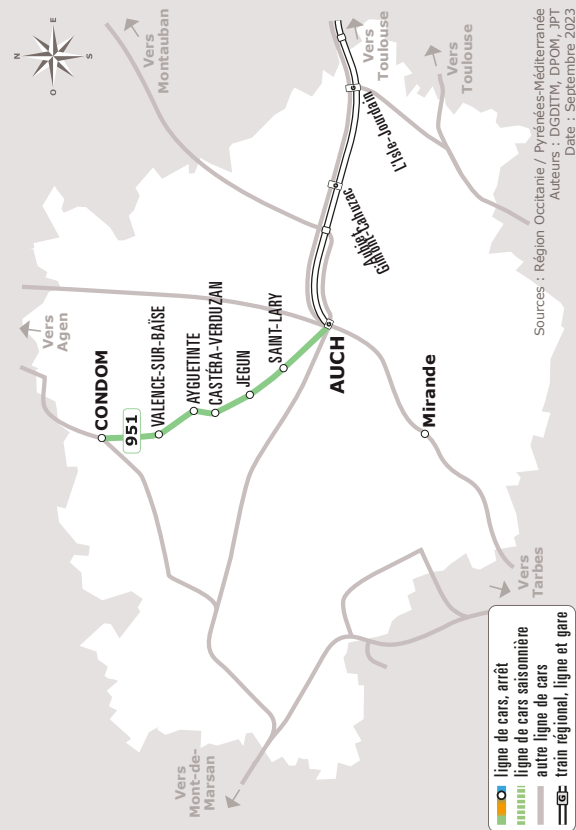 N
E
S
O
Vers
Montauban
Vers
Toulouse
Vers
Toulouse
Vers
Agen
CONDOM
951
VALENCE-SUR-BAÏSE
AYGUETINTE
CASTÉRA-VERDUZAN
JEGUN
SAINT-LARY
AUCH
Gimont-Cahuzac
L'Isle-Jourdain
Mirande
Vers
Tarbes
Vers
Mont-de-
Marsan
ligne de cars, arrêt
ligne de cars saisonnière
autre ligne de cars
G
train régional, ligne et gare
Sources : Région Occitanie / Pyrénées-Méditerranée
Auteurs : DGDITM, DPOM, JPT
Date : Septembre 2023